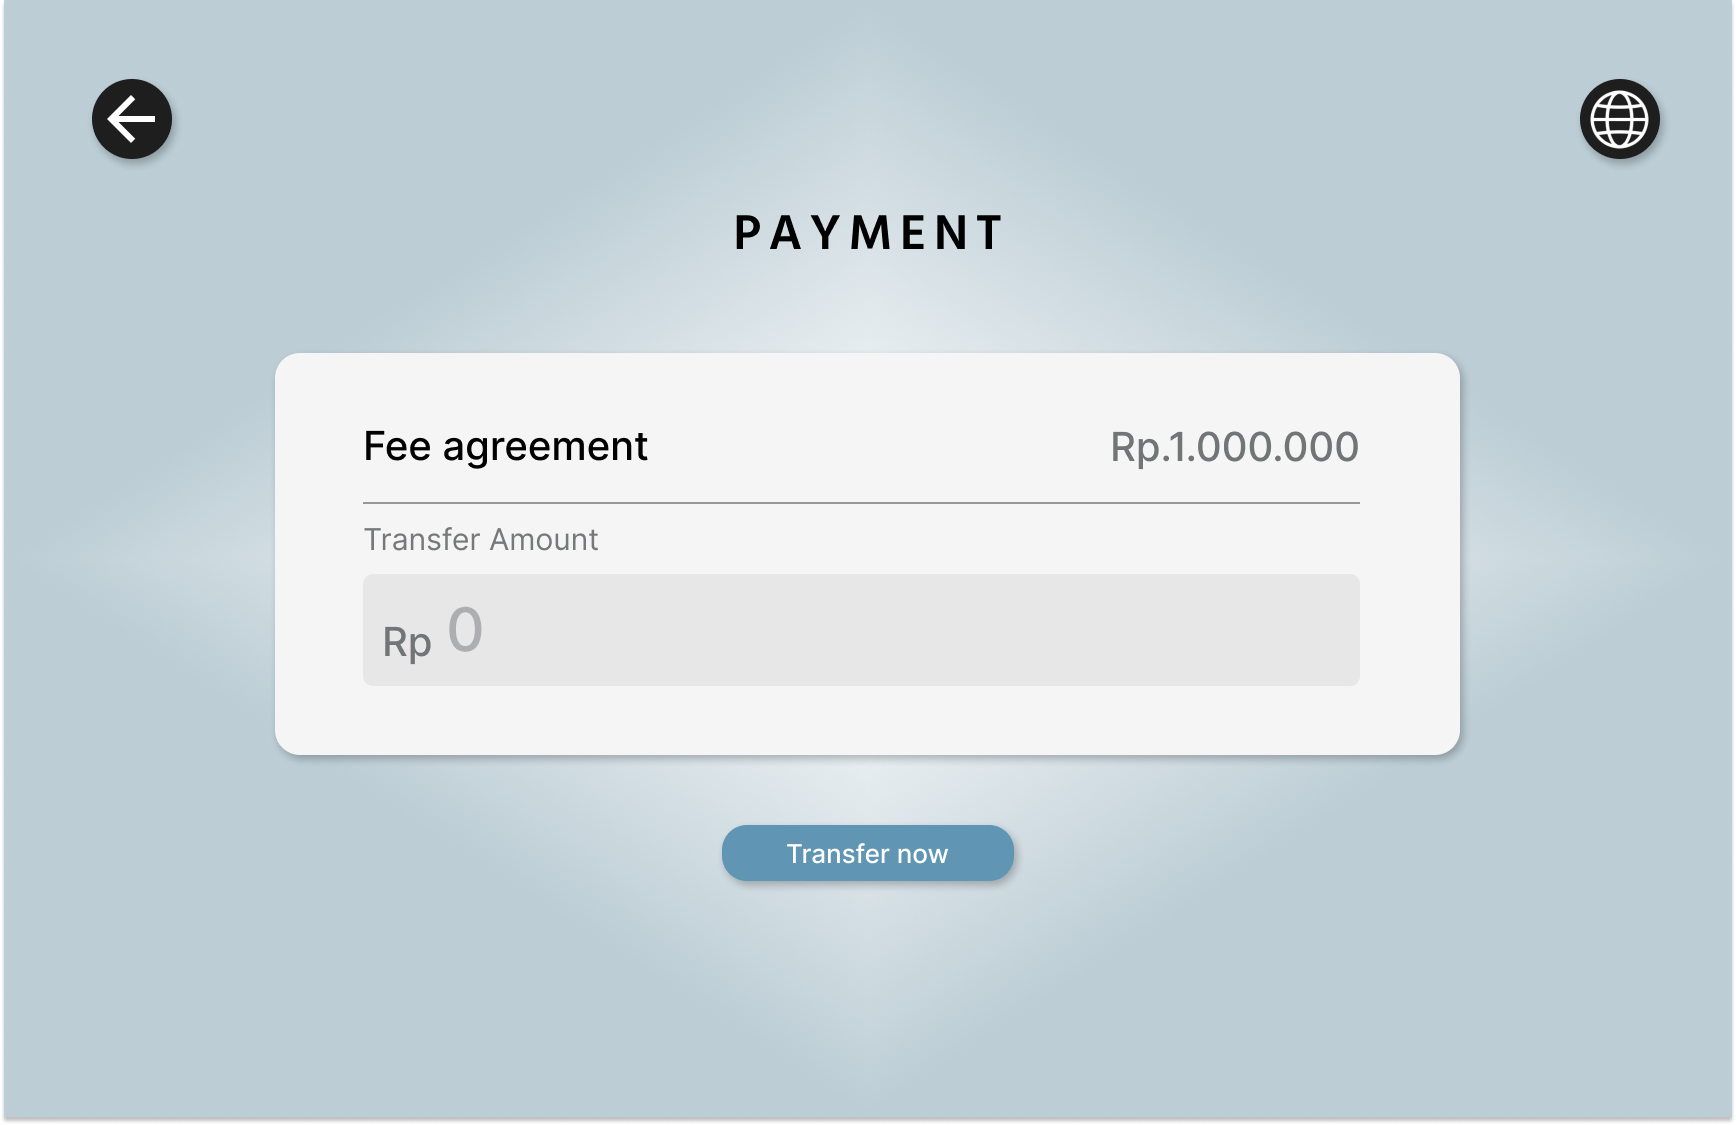 PAYMENT
Fee agreement Rp.1.000.000
Transfer Amount
Rp 0
Transfer now